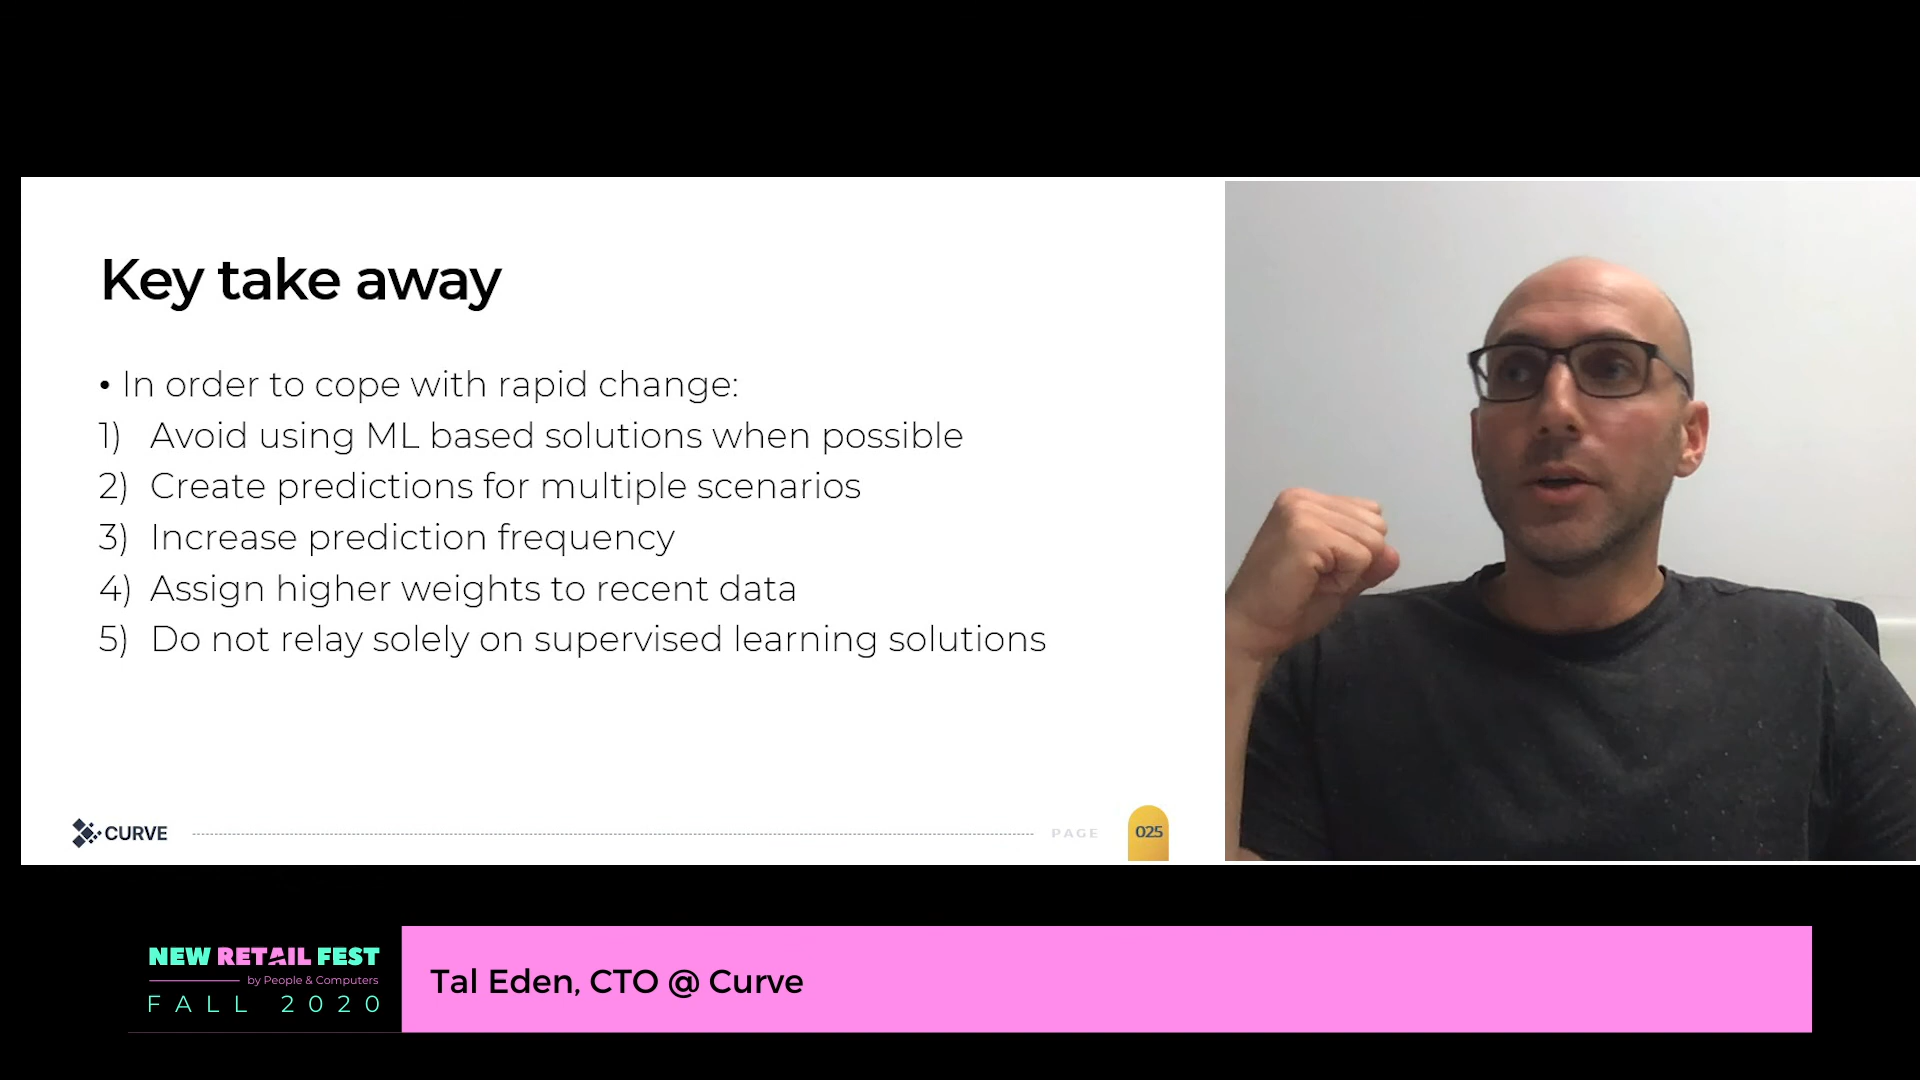 Key take away
• In order to cope with rapid change:
1) Avoid using ML based solutions when possible
2) Create predictions for multiple scenarios
3) Increase prediction frequency
4) Assign higher weights to recent data
5) Do not relay solely on supervised learning solutions
CURVE
PAGE
025
NEW RETAIL FEST
by People & Computers
FALL 2020
Tal Eden, CTO @ Curve